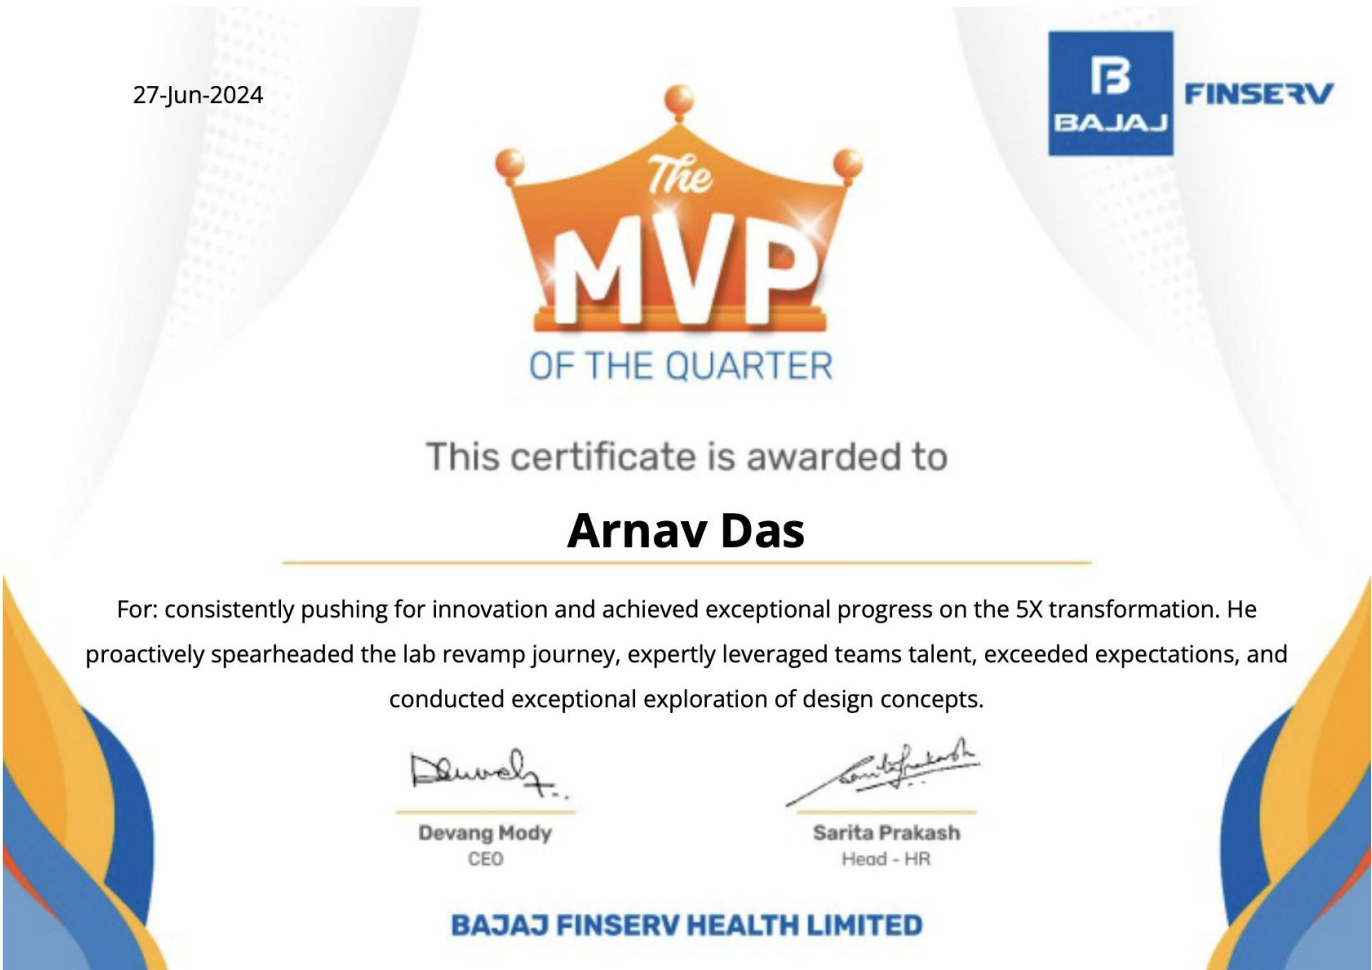 27-Jun-2024
B
BAJAJ
FINSERV
The
MVP
OF THE QUARTER
This certificate is awarded to
Arnav Das
For: consistently pushing for innovation and achieved exceptional progress on the 5X transformation. He
proactively spearheaded the lab revamp journey, expertly leveraged teams talent, exceeded expectations, and
conducted exceptional exploration of design concepts.
Devang Mody
CEO
Sarita Prakash
Head - HR
BAJAJ FINSERV HEALTH LIMITED